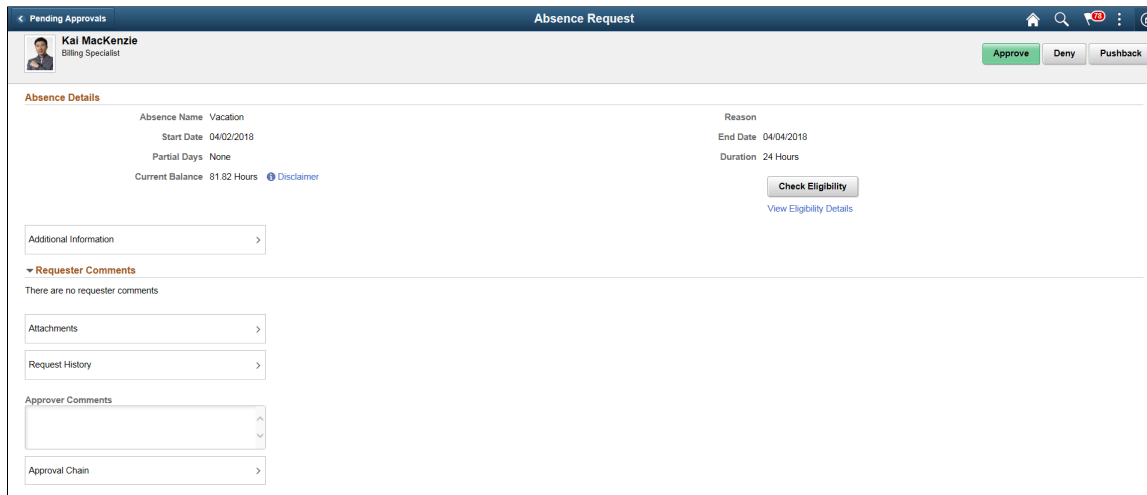 Pending Approvals
Absence Request
78
Kai MacKenzie
Billing Specialist
Approve
Deny
Pushback
Absence Details
Absence Name Vacation
Reason
Start Date 04/02/2018
End Date 04/04/2018
Partial Days None
Duration 24 Hours
Current Balance 81.82 Hours Disclaimer
Check Eligibility
View Eligibility Details
Additional Information
Requester Comments
There are no requester comments
Attachments
Request History
Approver Comments
Approval Chain